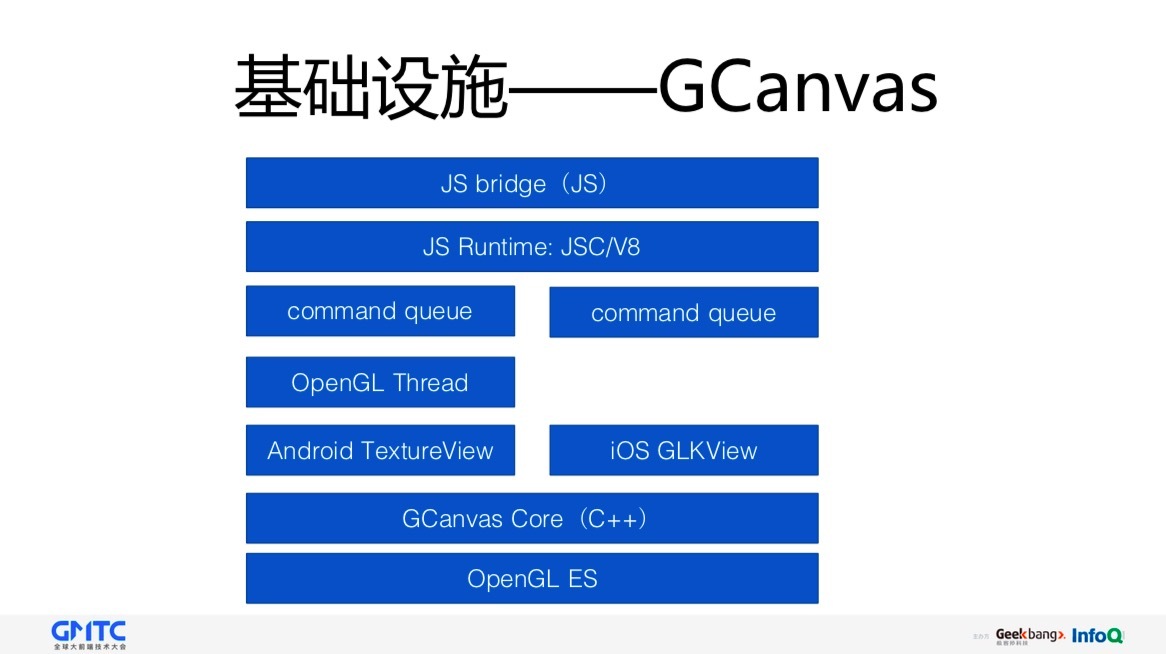 基础设施——GCanvas
JS bridge（JS）
JS Runtime: JSC/V8
command queue
command queue
OpenGL Thread
Android TextureView
iOS GLKView
GCanvas Core（C++）
OpenGL ES
GMTC
全球大前端技术大会
主办方
Geekbang>.
极客邦科技
InfoQ